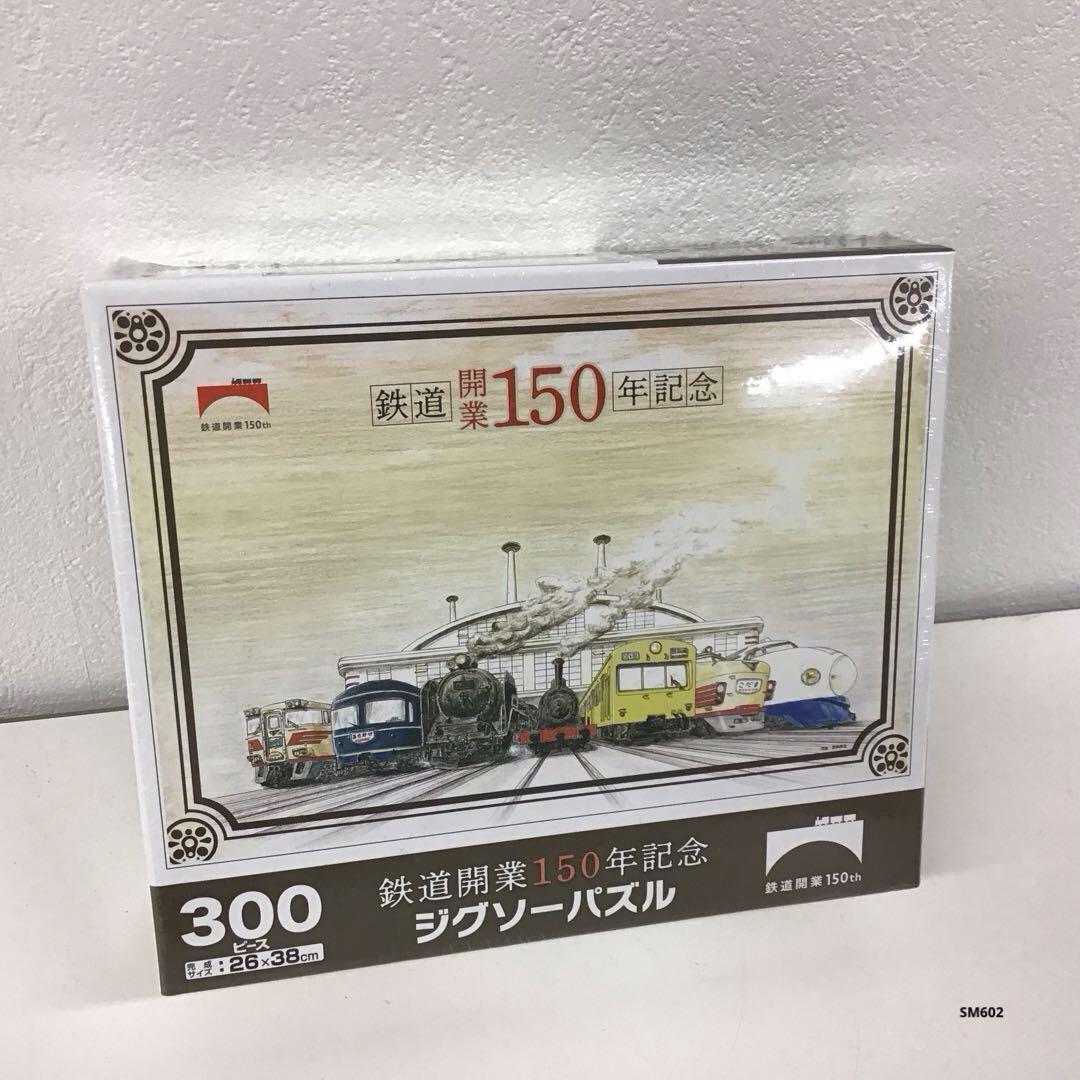 鉄道開業150年記念
鉄道開業150th
こだま
鉄道開業150年記念
ジグソーパズル
鉄道開業150th
300
ピース
完成サイズ:26×38cm
SM602